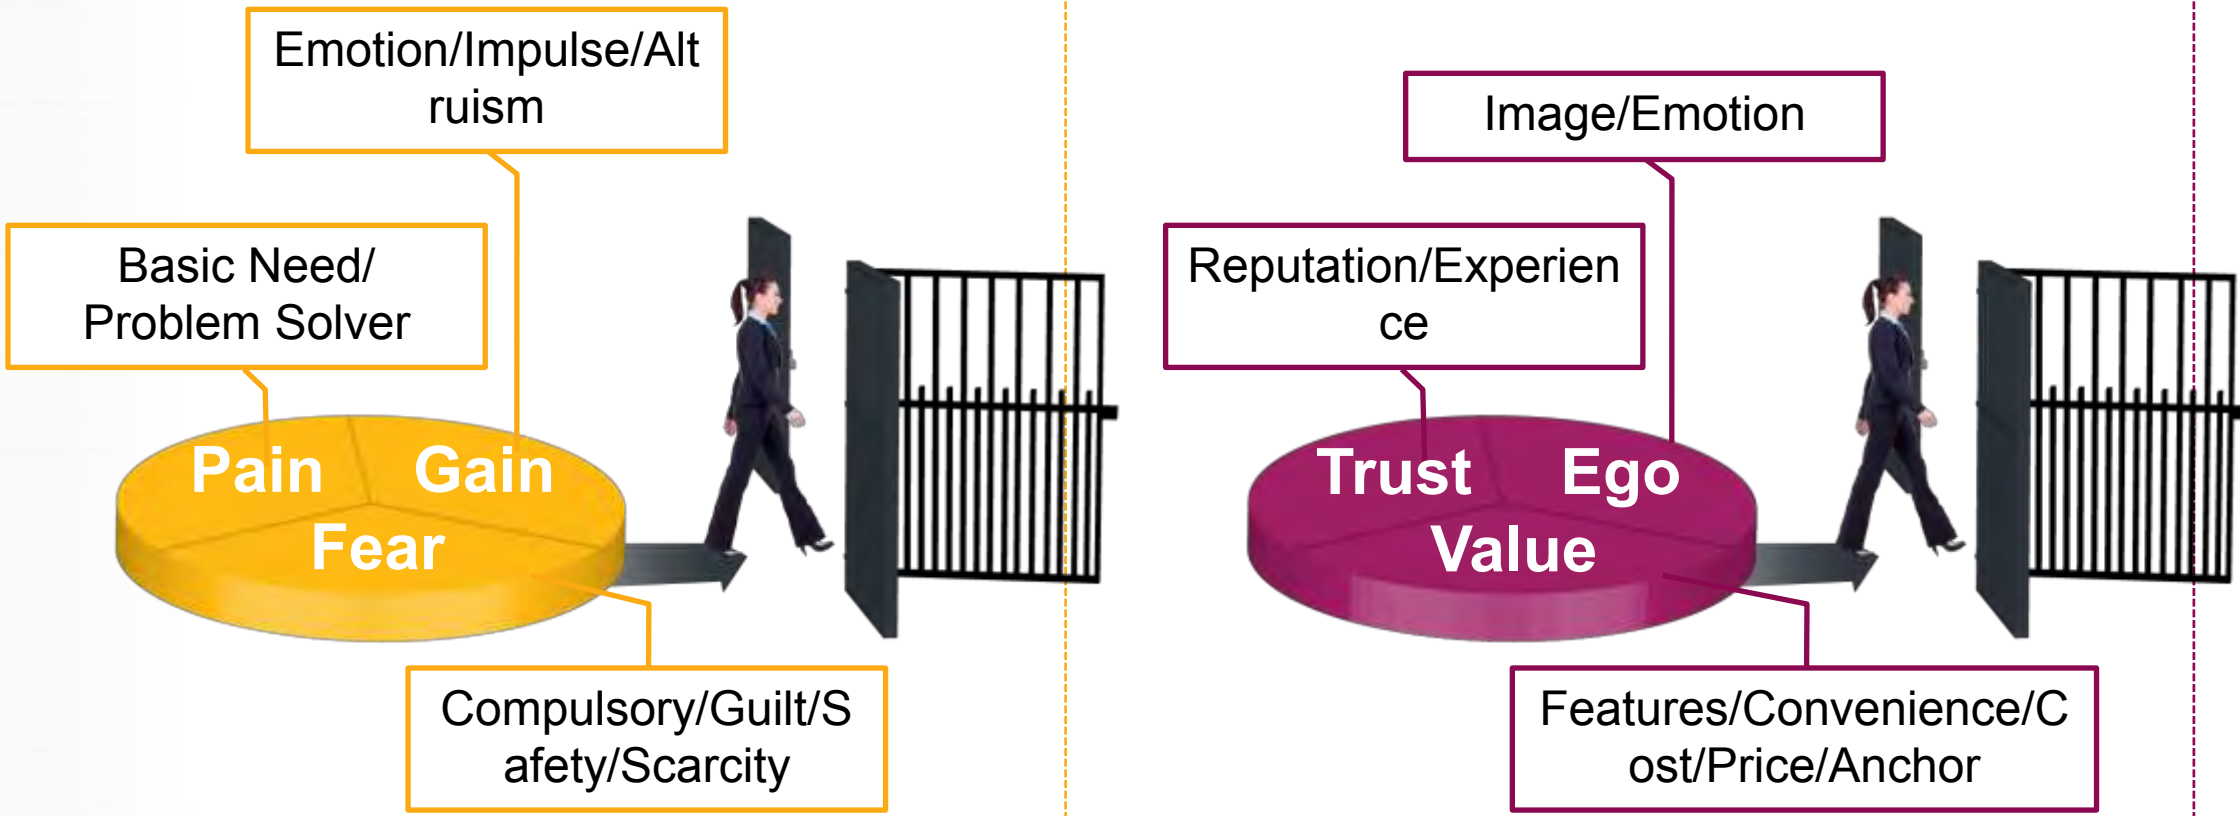 Emotion/Impulse/Alt
ruism
Basic Need/
Problem Solver
Pain
Gain
Fear
Compulsory/Guilt/S
afety/Scarcity
Image/Emotion
Reputation/Experien
ce
Trust
Ego
Value
Features/Convenience/C
ost/Price/Anchor